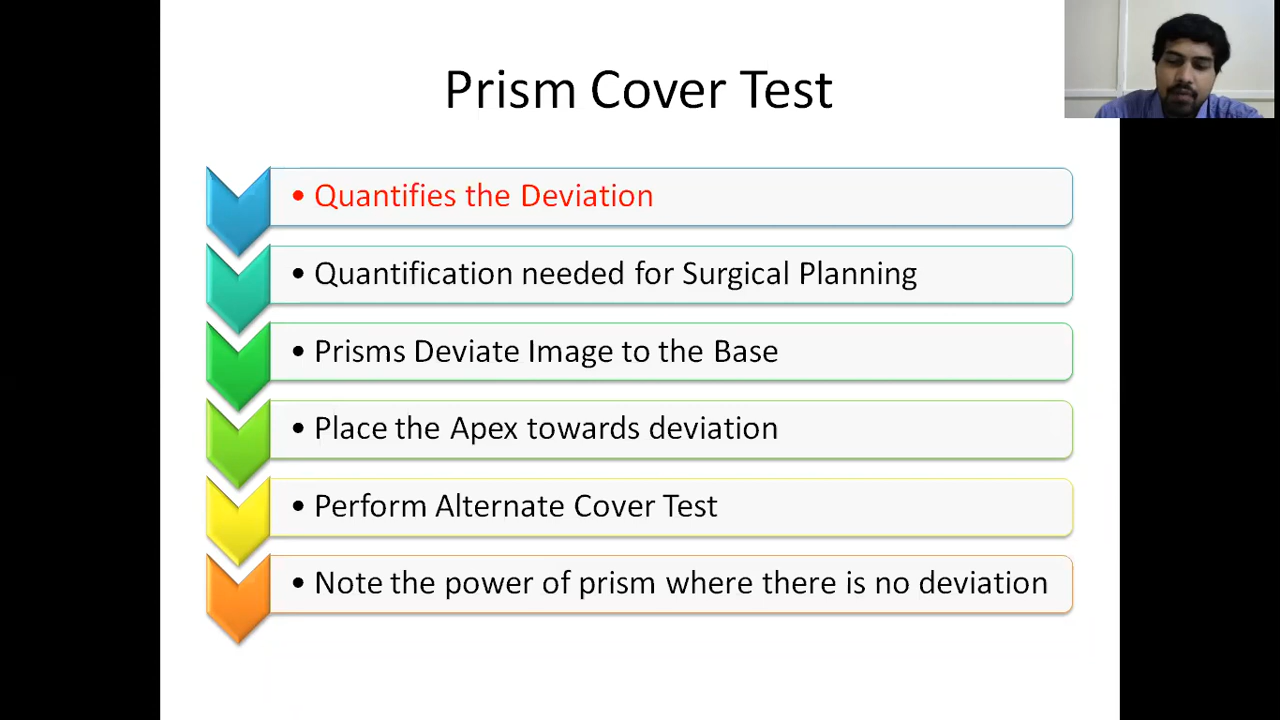 Prism Cover Test
• Quantifies the Deviation
• Quantification needed for Surgical Planning
• Prisms Deviate Image to the Base
• Place the Apex towards deviation
• Perform Alternate Cover Test
• Note the power of prism where there is no deviation